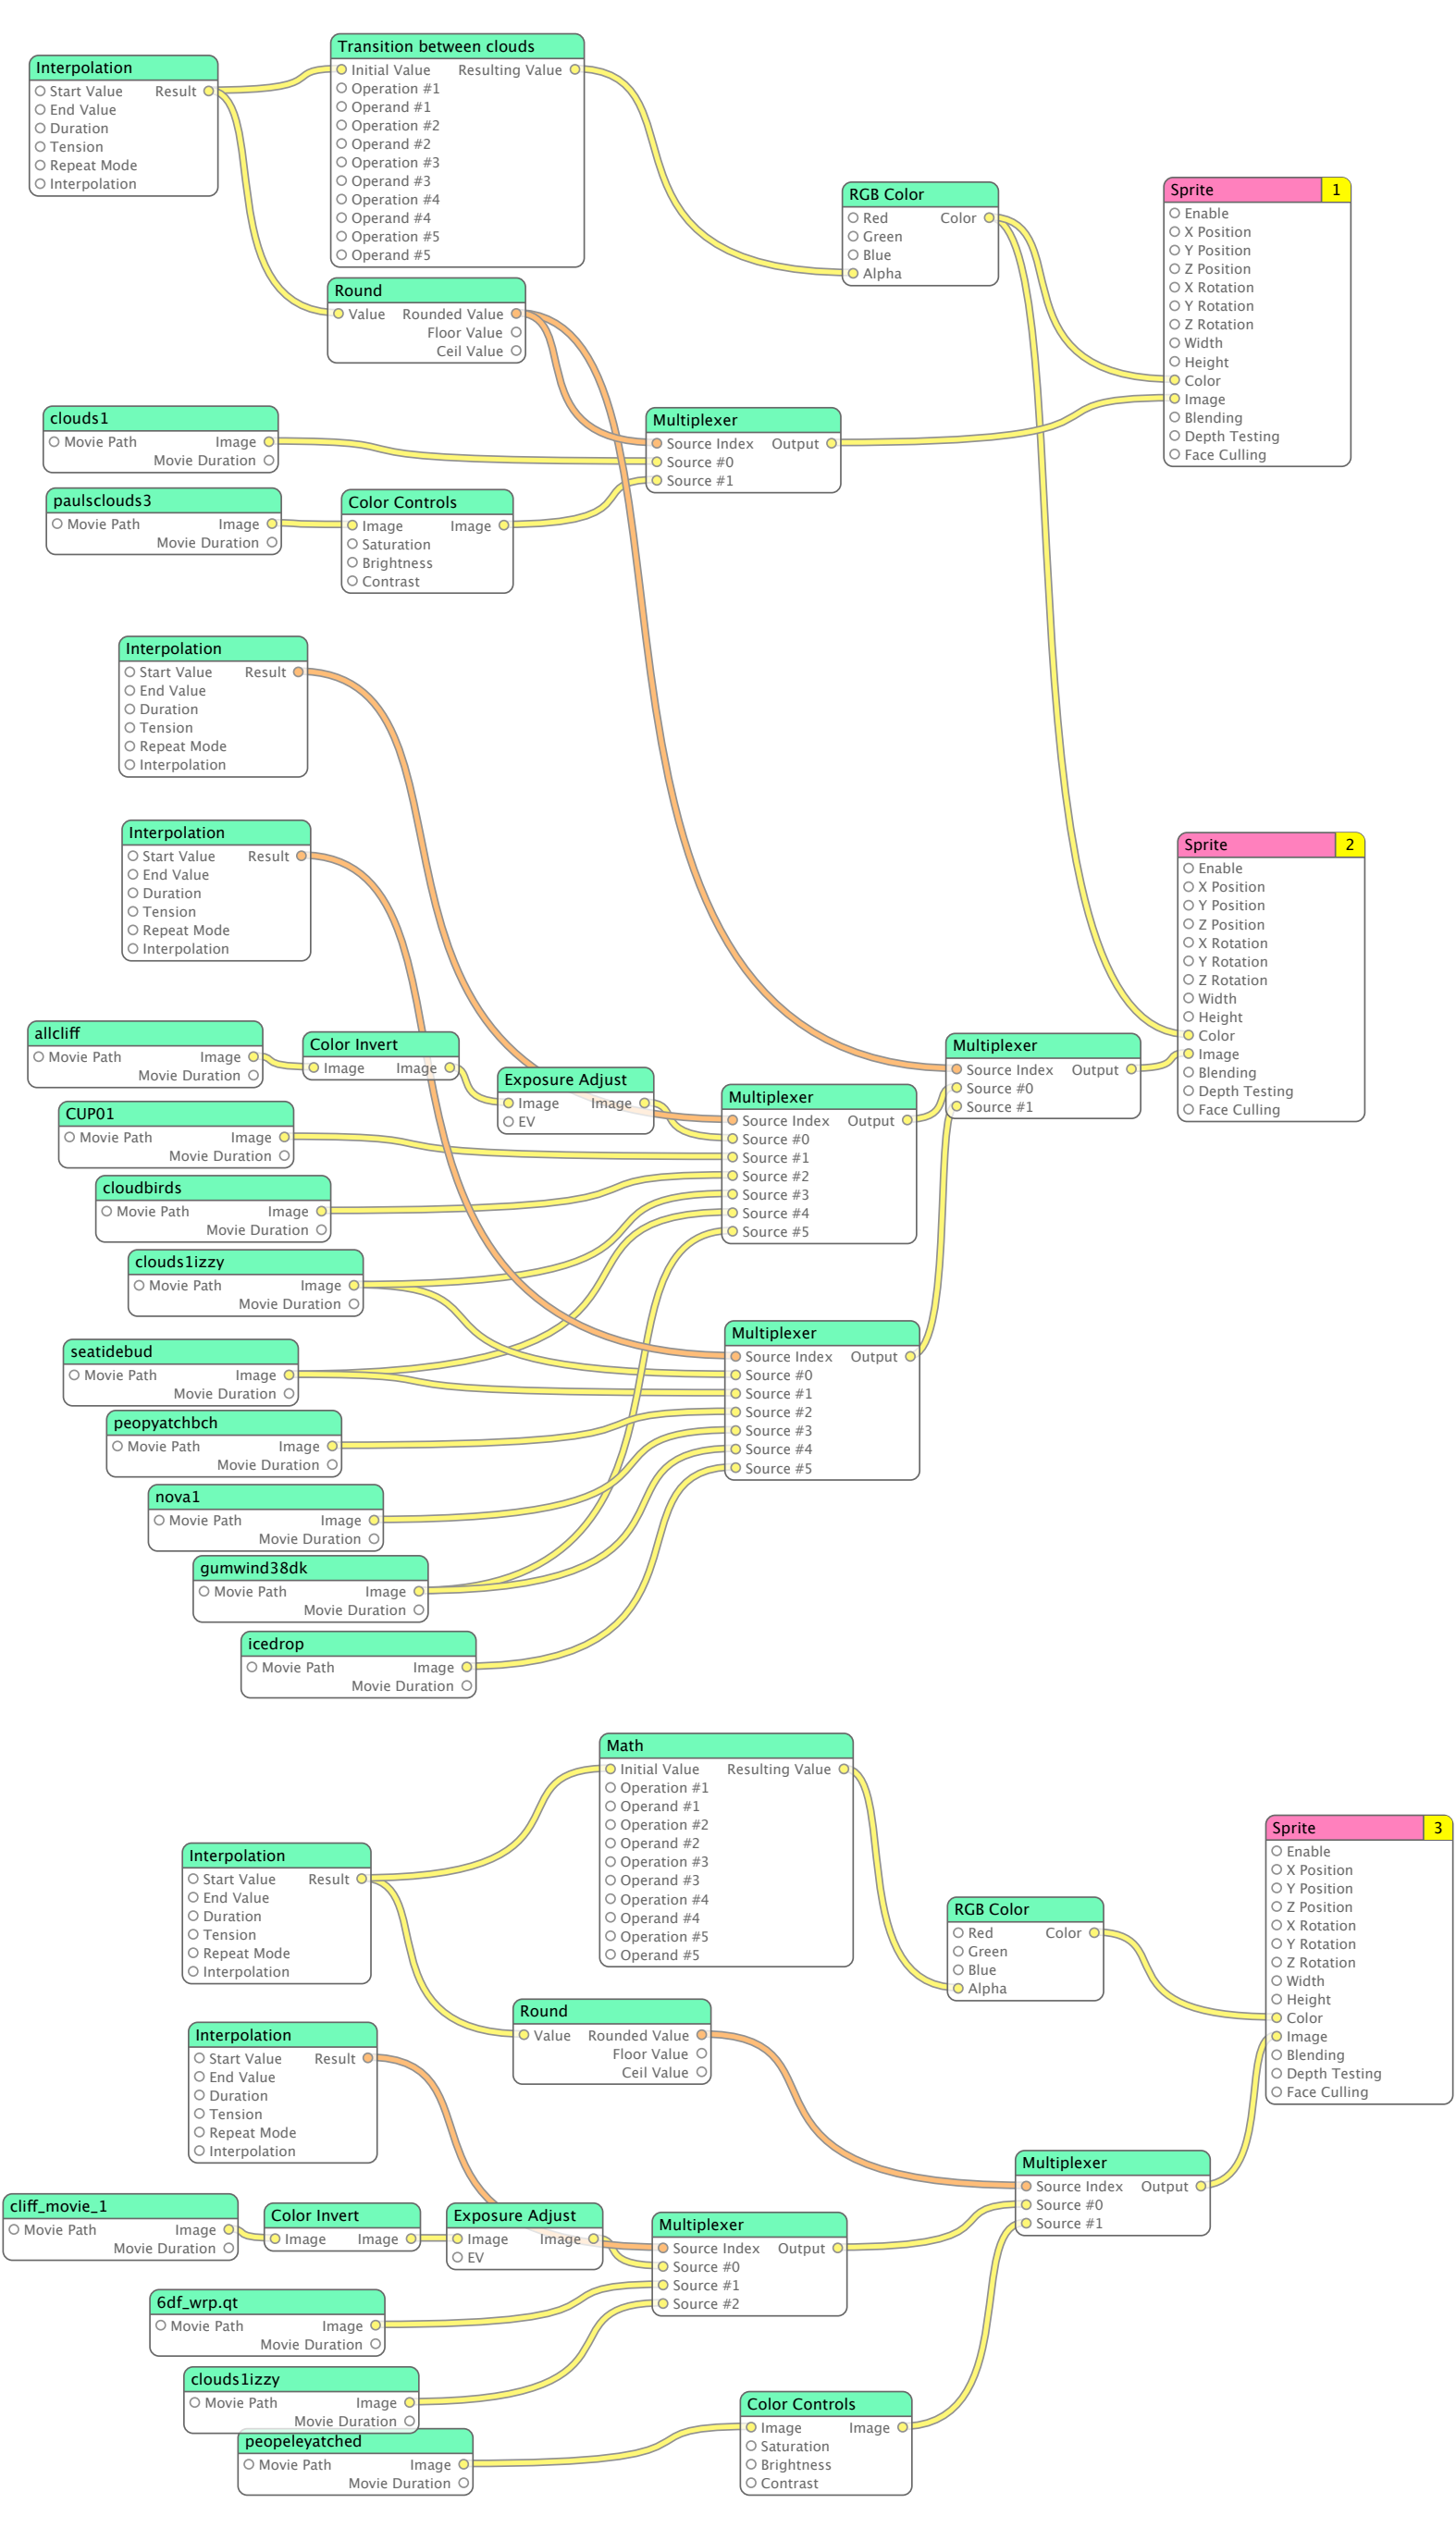 Transition between clouds
Initial Value Resulting Value
Operation #1
Operand #1
Operation #2
Operand #2
Operation #3
Operand #3
Operation #4
Operand #4
Operation #5
Operand #5
Interpolation
Start Value Result
End Value
Duration
Tension
Repeat Mode
Interpolation
RGB Color
Red Color
Green
Blue
Alpha
Sprite 1
Enable
X Position
Y Position
Z Position
X Rotation
Y Rotation
Z Rotation
Width
Height
Color
Image
Blending
Depth Testing
Face Culling
Round
Value Rounded Value
Floor Value
Ceil Value
clouds1
Movie Path Image
Movie Duration
Multiplexer
Source Index Output
Source #0
Source #1
paulsclouds3
Movie Path Image
Movie Duration
Color Controls
Image Image
Saturation
Brightness
Contrast
Interpolation
Start Value Result
End Value
Duration
Tension
Repeat Mode
Interpolation
Interpolation
Start Value Result
End Value
Duration
Tension
Repeat Mode
Interpolation
Sprite 2
Enable
X Position
Y Position
Z Position
X Rotation
Y Rotation
Z Rotation
Width
Height
Color
Image
Blending
Depth Testing
Face Culling
allcliff
Movie Path Image
Movie Duration
Color Invert
Image Image
Exposure Adjust
Image Image
EV
Multiplexer
Source Index Output
Source #0
Source #1
Multiplexer
Source Index Output
Source #0
Source #1
Source #2
Source #3
Source #4
Source #5
CUP01
Movie Path Image
Movie Duration
cloudbirds
Movie Path Image
Movie Duration
clouds1izzy
Movie Path Image
Movie Duration
seatidebud
Movie Path Image
Movie Duration
Multiplexer
Source Index Output
Source #0
Source #1
Source #2
Source #3
Source #4
Source #5
peopyatchbch
Movie Path Image
Movie Duration
nova1
Movie Path Image
Movie Duration
gumwind38dk
Movie Path Image
Movie Duration
icedrop
Movie Path Image
Movie Duration
Math
Initial Value Resulting Value
Operation #1
Operand #1
Operation #2
Operand #2
Operation #3
Operand #3
Operation #4
Operand #4
Operation #5
Operand #5
Interpolation
Start Value Result
End Value
Duration
Tension
Repeat Mode
Interpolation
RGB Color
Red Color
Green
Blue
Alpha
Sprite 3
Enable
X Position
Y Position
Z Position
X Rotation
Y Rotation
Z Rotation
Width
Height
Color
Image
Blending
Depth Testing
Face Culling
Round
Value Rounded Value
Floor Value
Ceil Value
Interpolation
Start Value Result
End Value
Duration
Tension
Repeat Mode
Interpolation
Multiplexer
Source Index Output
Source #0
Source #1
cliff_movie_1
Movie Path Image
Movie Duration
Color Invert
Image Image
Exposure Adjust
Image Image
EV
Multiplexer
Source Index Output
Source #0
Source #1
Source #2
6df_wrp.qt
Movie Path Image
Movie Duration
clouds1izzy
Movie Path Image
Movie Duration
peopeleyatched
Movie Path Image
Movie Duration
Color Controls
Image Image
Saturation
Brightness
Contrast